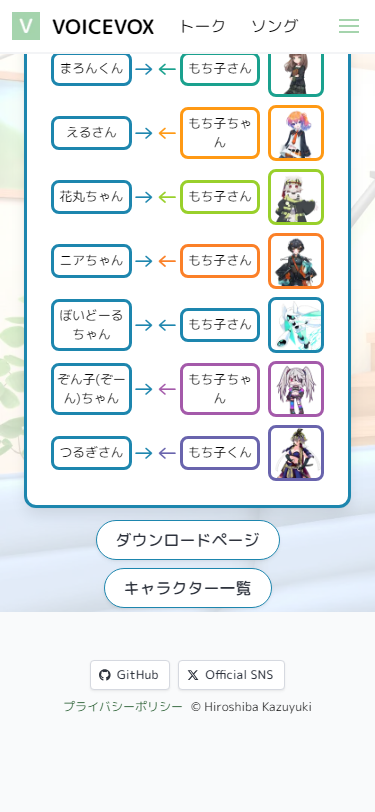 V VOICEVOX トーク ソング
まろんくん → ← もち子さん
えるさん → ← もち子ちゃ
ん
花丸ちゃん → ← もち子さん
ニアちゃん → ← もち子さん
ぼいどーる
ちゃん → ← もち子さん
ぞん子(ぞー
ん)ちゃん → ← もち子ちゃ
ん
つるぎさん → ← もち子くん
ダウンロードページ
キャラクター一覧
GitHub Official SNS
プライバシーポリシー © Hiroshiba Kazuyuki